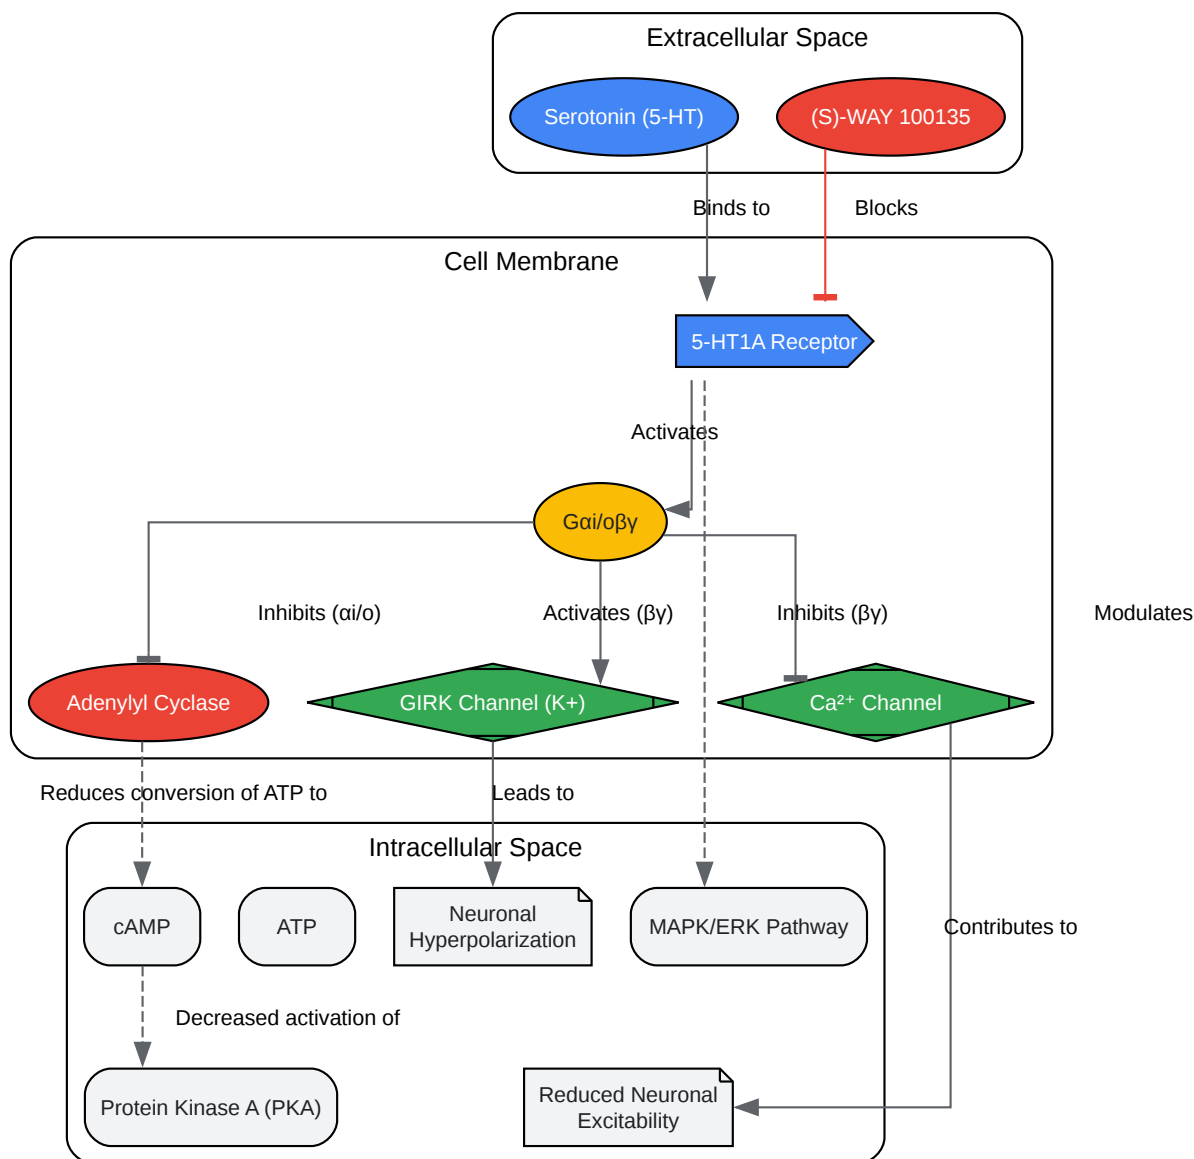 Extracellular Space
Serotonin (5-HT)
(S)-WAY 100135
Binds to
Blocks
Cell Membrane
5-HT1A Receptor
Activates
Gαi/oβγ
Inhibits (αi/o)
Activates (βγ)
Inhibits (βγ)
Modulates
Adenylyl Cyclase
GIRK Channel (K+)
Ca²⁺ Channel
Reduces conversion of ATP to
Leads to
Intracellular Space
cAMP
ATP
Neuronal
Hyperpolarization
MAPK/ERK Pathway
Contributes to
Decreased activation of
Protein Kinase A (PKA)
Reduced Neuronal
Excitability